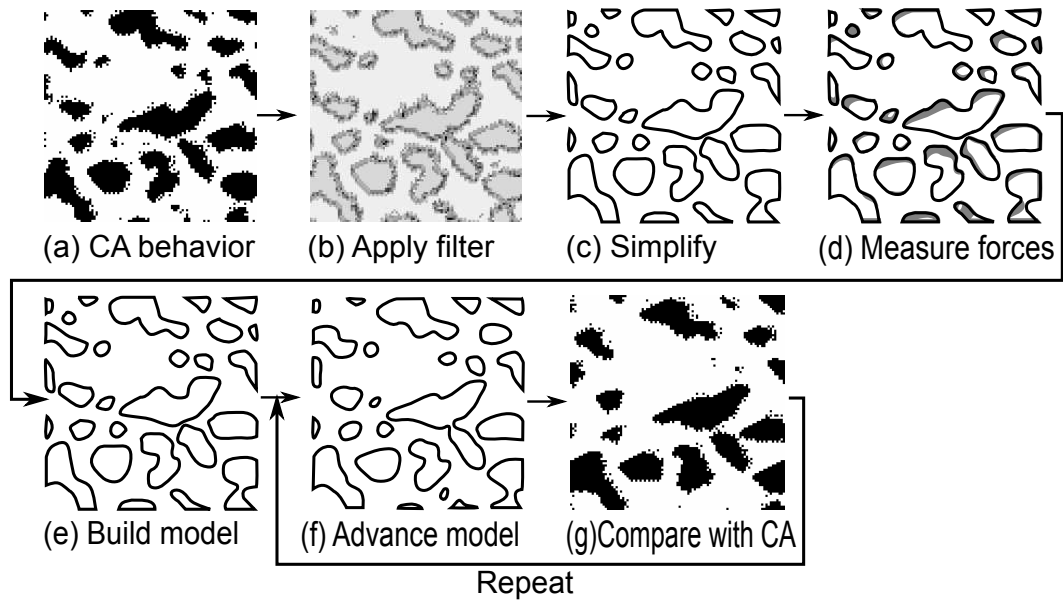 (a) CA behavior
(b) Apply filter
(c) Simplify
(d) Measure forces
(e) Build model
(f) Advance model
(g)Compare with CA
Repeat